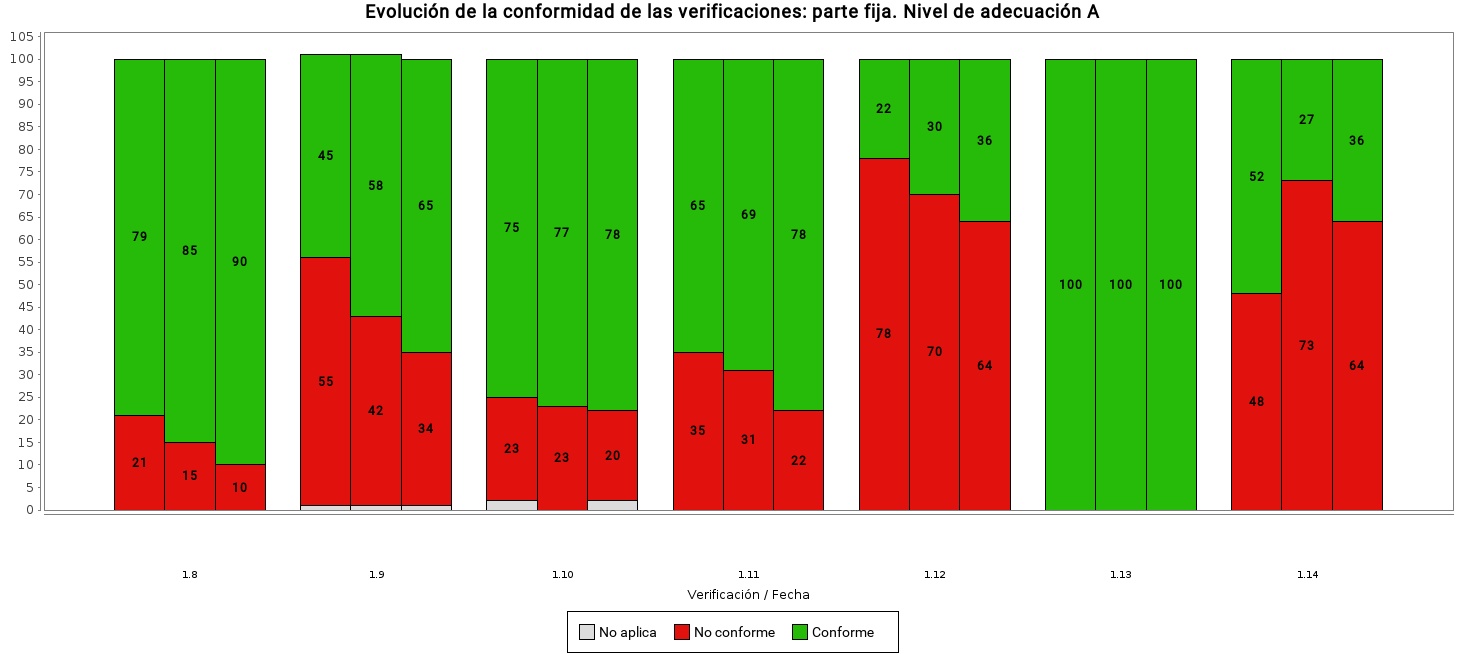 Evolución de la conformidad de las verificaciones: parte fija. Nivel de adecuación A
105
100
95
90
85
80
75
70
65
60
55
50
45
40
35
30
25
20
15
10
5
0
79 85 90
21 15 10
45 58 65
55 42 34
75 77 78
23 23 20
65 69 78
35 31 22
22 30 36
78 70 64
100 100 100
52 27 36
48 73 64
1.8 1.9 1.10 1.11 1.12 1.13 1.14
Verificación / Fecha
No aplica No conforme Conforme